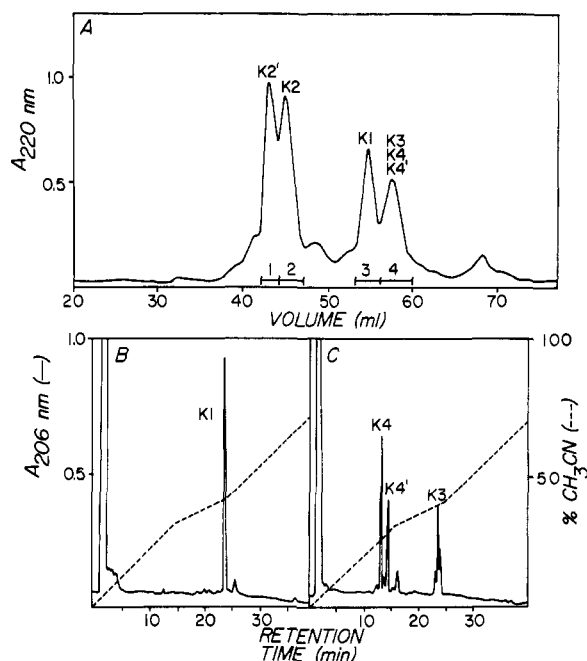 A
K2' K2
K1 K3
K4
K4'
1.0
0.5
A220 nm
1 2 3 4
20 30 40 50 60 70
VOLUME (ml)
B C
1.0 100
K4
K1 K4' K3
0.5 50
A206 nm (—)
% CH3CN (---)
10 20 30 10 20 30
RETENTION
TIME (min)